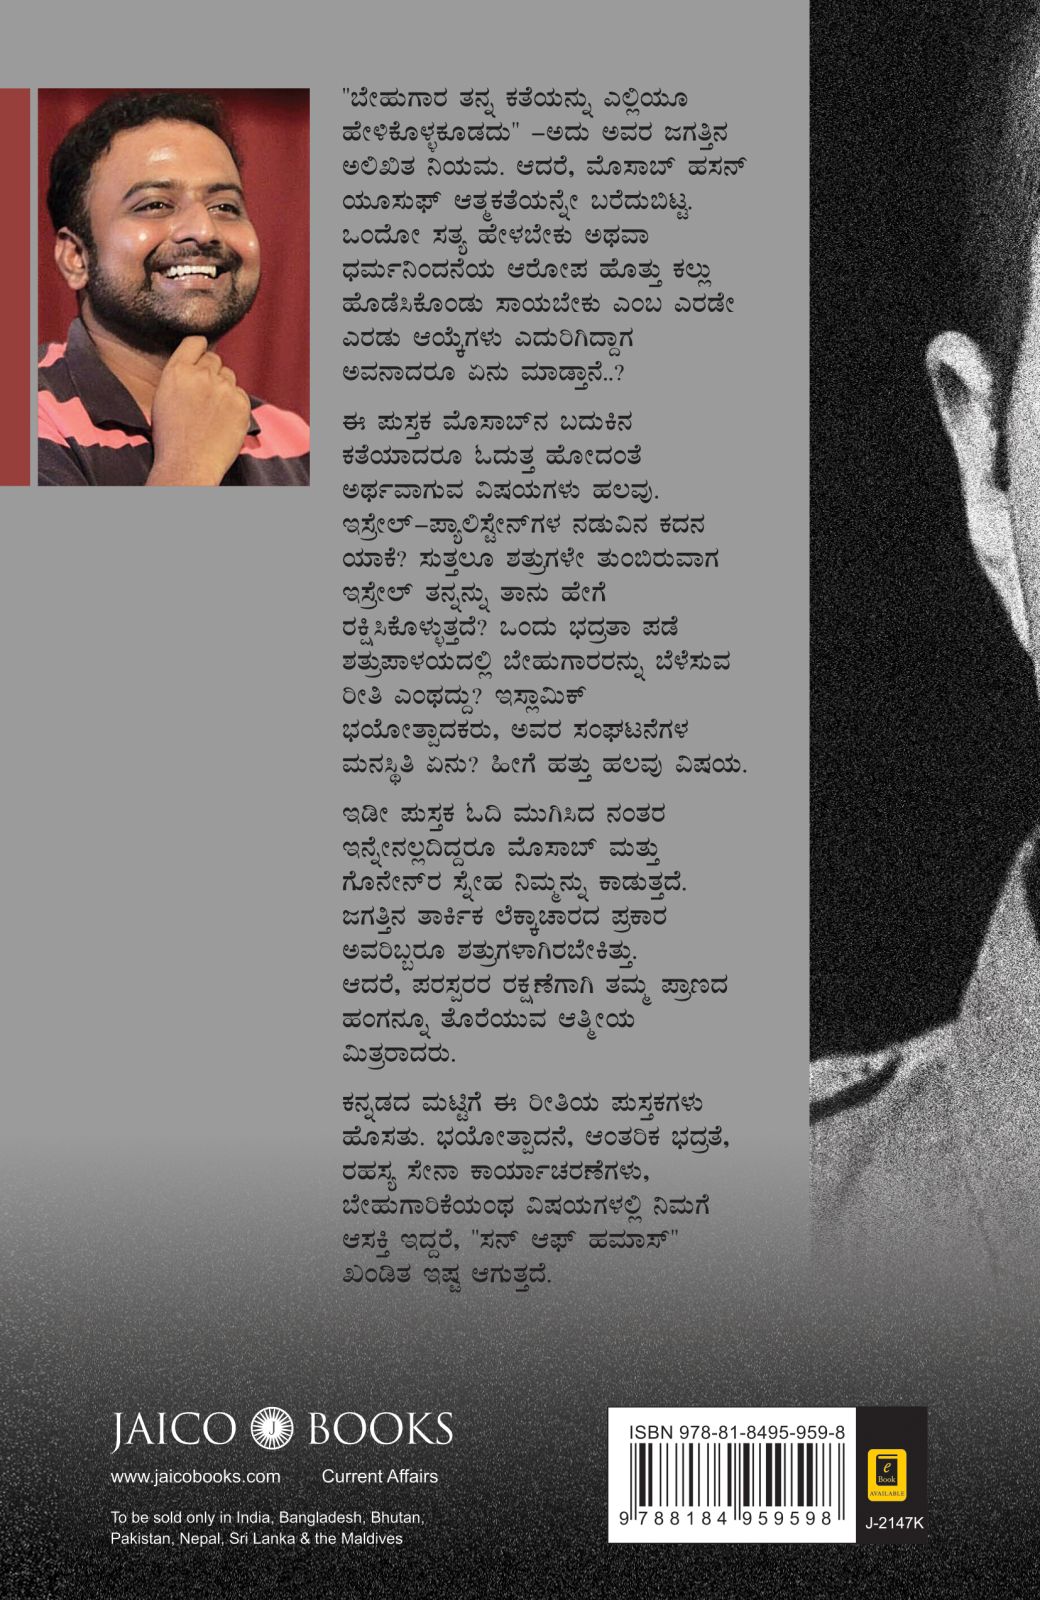 "ಬೇಹುಗಾರ ತನ್ನ ಕತೆಯನ್ನು ಎಲ್ಲಿಯೂ
ಹೇಳಿಕೊಳ್ಳಕೂಡದು" –ಅದು ಅವರ ಜಗತ್ತಿನ
ಅಲಿಖಿತ ನಿಯಮ. ಆದರೆ, ಮೊಸಾಬ್ ಹಸನ್
ಯೂಸುಫ್ ಆತ್ಮಕತೆಯನ್ನೇ ಬರೆದುಬಿಟ್ಟ.
ಒಂದೋ ಸತ್ಯ ಹೇಳಬೇಕು ಅಥವಾ
ಧರ್ಮನಿಂದನೆಯ ಆರೋಪ ಹೊತ್ತು ಕಲ್ಲು
ಹೊಡೆಸಿಕೊಂಡು ಸಾಯಬೇಕು ಎಂಬ ಎರಡೇ
ಎರಡು ಆಯ್ಕೆಗಳು ಎದುರಿಗಿದ್ದಾಗ
ಅವನಾದರೂ ಏನು ಮಾಡ್ತಾನೆ..?
ಈ ಪುಸ್ತಕ ಮೊಸಾಬ್‌ನ ಬದುಕಿನ
ಕತೆಯಾದರೂ ಓದುತ್ತ ಹೋದಂತೆ
ಅರ್ಥವಾಗುವ ವಿಷಯಗಳು ಹಲವು.
ಇಸ್ರೇಲ್–ಪ್ಯಾಲಿಸ್ಟೇನ್‌ಗಳ ನಡುವಿನ ಕದನ
ಯಾಕೆ? ಸುತ್ತಲೂ ಶತ್ರುಗಳೇ ತುಂಬಿರುವಾಗ
ಇಸ್ರೇಲ್ ತನ್ನನ್ನು ತಾನು ಹೇಗೆ
ರಕ್ಷಿಸಿಕೊಳ್ಳುತ್ತದೆ? ಒಂದು ಭದ್ರತಾ ಪಡೆ
ಶತ್ರುಪಾಳಯದಲ್ಲಿ ಬೇಹುಗಾರರನ್ನು ಬೆಳೆಸುವ
ರೀತಿ ಎಂಥದ್ದು? ಇಸ್ಲಾಮಿಕ್
ಭಯೋತ್ಪಾದಕರು, ಅವರ ಸಂಘಟನೆಗಳ
ಮನಸ್ಥಿತಿ ಏನು? ಹೀಗೆ ಹತ್ತು ಹಲವು ವಿಷಯ.
ಇಡೀ ಪುಸ್ತಕ ಓದಿ ಮುಗಿಸಿದ ನಂತರ
ಇನ್ನೇನಲ್ಲದಿದ್ದರೂ ಮೊಸಾಬ್ ಮತ್ತು
ಗೊನೇನ್‌ರ ಸ್ನೇಹ ನಿಮ್ಮನ್ನು ಕಾಡುತ್ತದೆ.
ಜಗತ್ತಿನ ತಾರ್ಕಿಕ ಲೆಕ್ಕಾಚಾರದ ಪ್ರಕಾರ
ಅವರಿಬ್ಬರೂ ಶತ್ರುಗಳಾಗಿರಬೇಕಿತ್ತು.
ಆದರೆ, ಪರಸ್ಪರರ ರಕ್ಷಣೆಗಾಗಿ ತಮ್ಮ ಪ್ರಾಣದ
ಹಂಗನ್ನೂ ತೊರೆಯುವ ಆತ್ಮೀಯ
ಮಿತ್ರರಾದರು.
ಕನ್ನಡದ ಮಟ್ಟಿಗೆ ಈ ರೀತಿಯ ಪುಸ್ತಕಗಳು
ಹೊಸತು. ಭಯೋತ್ಪಾದನೆ, ಆಂತರಿಕ ಭದ್ರತೆ,
ರಹಸ್ಯ ಸೇನಾ ಕಾರ್ಯಾಚರಣೆಗಳು,
ಬೇಹುಗಾರಿಕೆಯಂಥ ವಿಷಯಗಳಲ್ಲಿ ನಿಮಗೆ
ಆಸಕ್ತಿ ಇದ್ದರೆ, "ಸನ್ ಆಫ್ ಹಮಾಸ್"
ಖಂಡಿತ ಇಷ್ಟ ಆಗುತ್ತದೆ.
JAICO J BOOKS
www.jaicobooks.com Current Affairs
To be sold only in India, Bangladesh, Bhutan,
Pakistan, Nepal, Sri Lanka & the Maldives
ISBN 978-81-8495-959-8
9 788184 959598
e
Book
AVAILABLE
J-2147K